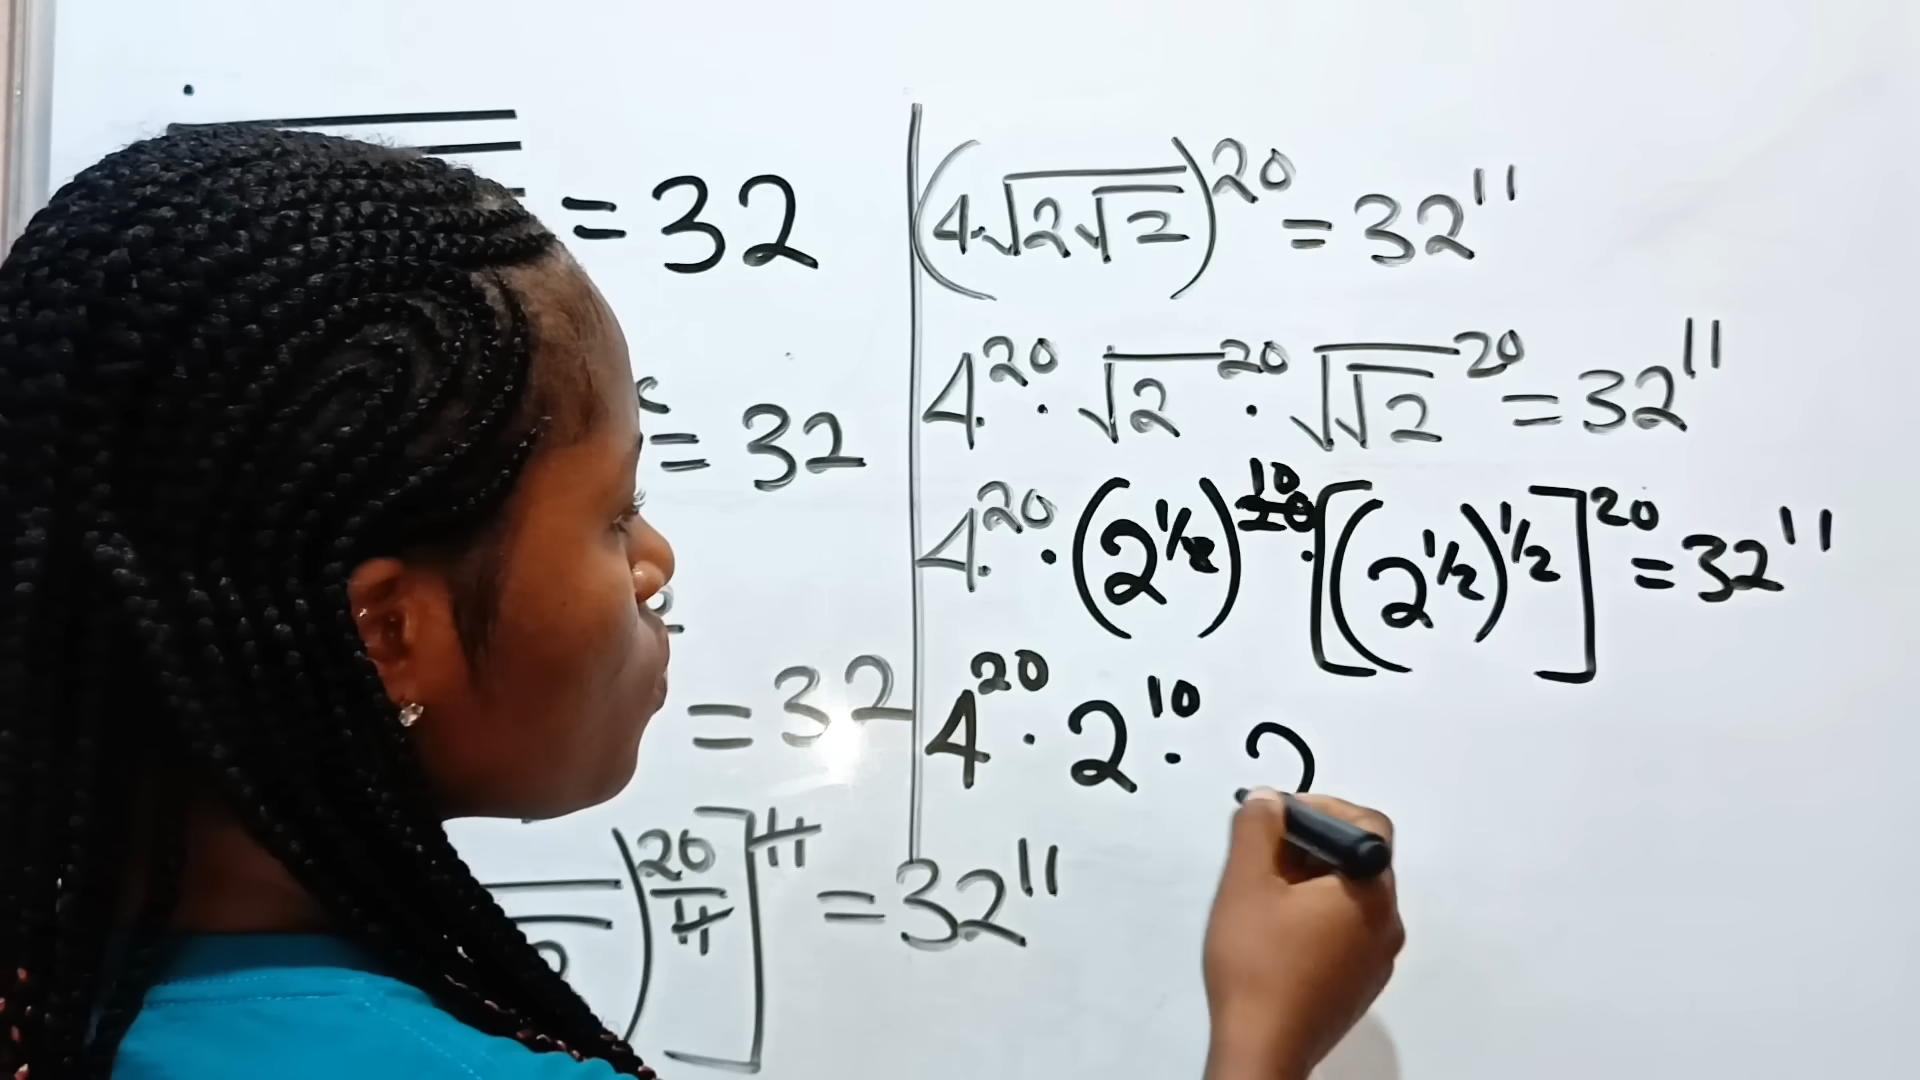 = 32
= 32
= 32
)^{20/11}]^{11} = 32^{11}
(4·√(2√2))^{20} = 32^{11}
4^{20} · √2^{20} · √(√2)^{20} = 32^{11}
4^{20} · (2^{1/2})^{20 10} · [(2^{1/2})^{1/2}]^{20} = 32^{11}
4^{20} · 2^{10} · 2